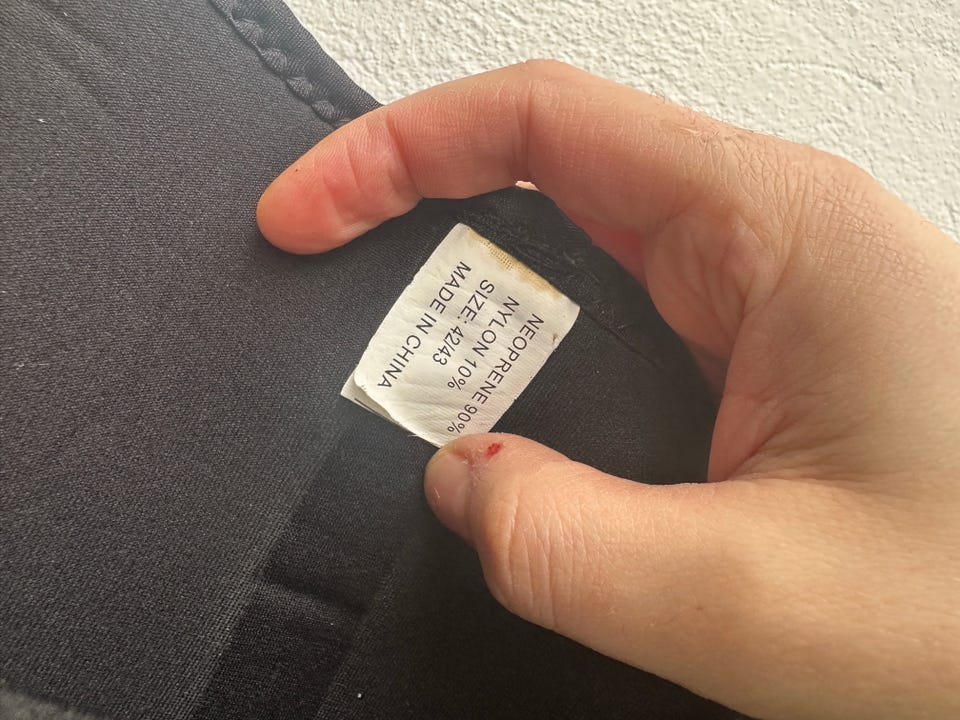 NEOPRENE 90%
NYLON 10%
SIZE: 42/43
MADE IN CHINA